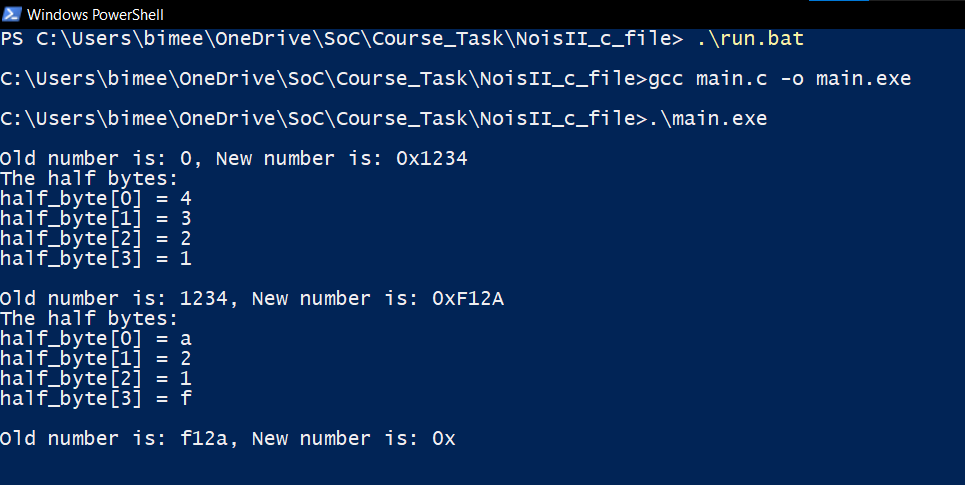 Windows PowerShell
PS C:\Users\bimee\OneDrive\SoC\Course_Task\NoisII_c_file> .\run.bat
C:\Users\bimee\OneDrive\SoC\Course_Task\NoisII_c_file>gcc main.c -o main.exe
C:\Users\bimee\OneDrive\SoC\Course_Task\NoisII_c_file>.\main.exe
Old number is: 0, New number is: 0x1234
The half bytes:
half_byte[0] = 4
half_byte[1] = 3
half_byte[2] = 2
half_byte[3] = 1
Old number is: 1234, New number is: 0xF12A
The half bytes:
half_byte[0] = a
half_byte[1] = 2
half_byte[2] = 1
half_byte[3] = f
Old number is: f12a, New number is: 0x